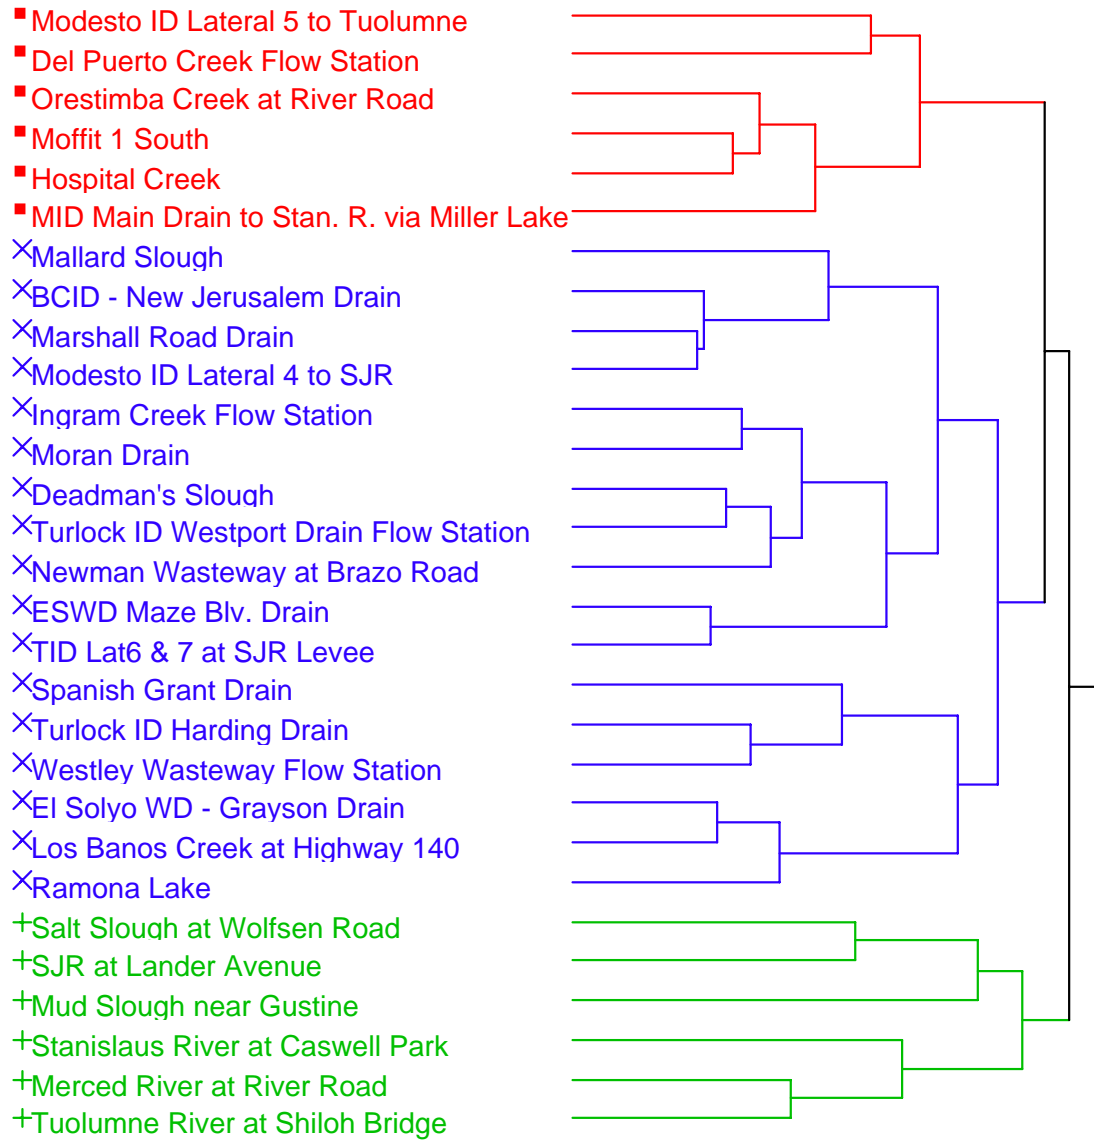 Modesto ID Lateral 5 to Tuolumne
Del Puerto Creek Flow Station
Orestimba Creek at River Road
Moffit 1 South
Hospital Creek
MID Main Drain to Stan. R. via Miller Lake
Mallard Slough
BCID - New Jerusalem Drain
Marshall Road Drain
Modesto ID Lateral 4 to SJR
Ingram Creek Flow Station
Moran Drain
Deadman's Slough
Turlock ID Westport Drain Flow Station
Newman Wasteway at Brazo Road
ESWD Maze Blv. Drain
TID Lat6 & 7 at SJR Levee
Spanish Grant Drain
Turlock ID Harding Drain
Westley Wasteway Flow Station
El Solyo WD - Grayson Drain
Los Banos Creek at Highway 140
Ramona Lake
Salt Slough at Wolfsen Road
SJR at Lander Avenue
Mud Slough near Gustine
Stanislaus River at Caswell Park
Merced River at River Road
Tuolumne River at Shiloh Bridge